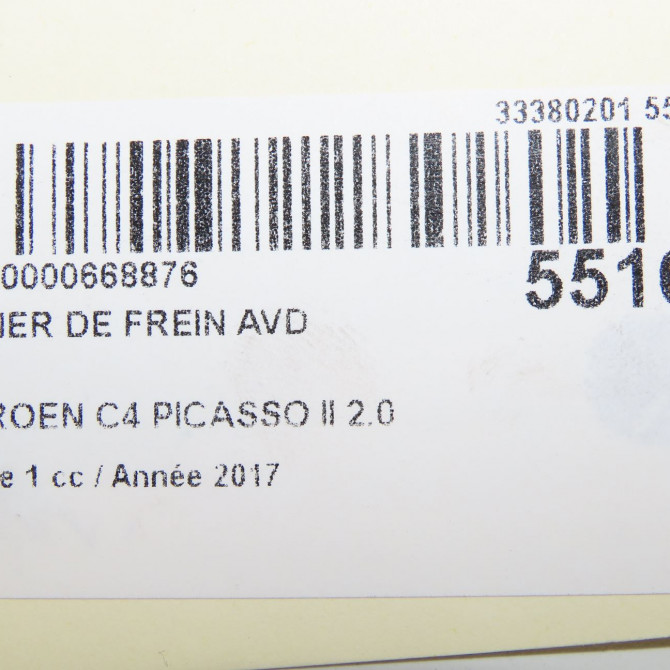 33380201 55
0000668876
5510
IER DE FREIN AVD
ROEN C4 PICASSO II 2.0
e 1 cc / Année 2017